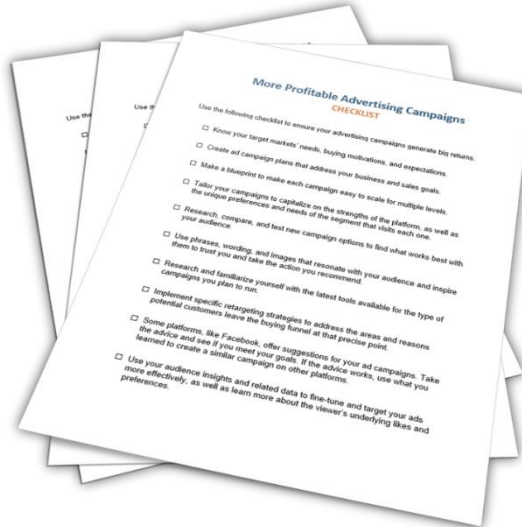 More Profitable Advertising Campaigns
CHECKLIST
Use the following checklist to ensure your advertising campaigns generate big returns.
☐ Know your target markets' needs, buying motivations, and expectations.
☐ Create ad campaign plans that address your business and sales goals.
☐ Make a blueprint to make each campaign easy to scale for multiple levels.
☐ Tailor your campaigns to capitalize on the strengths of the platform, as well as
the unique preferences and needs of the segment that visits each one.
☐ Research, compare, and test new campaign options to find what works best with
your audience.
☐ Use phrases, wording, and images that resonate with your audience and inspire
them to trust you and take the action you recommend.
☐ Research and familiarize yourself with the latest tools available for the type of
campaigns you plan to run.
☐ Implement specific retargeting strategies to address the areas and reasons
potential customers leave the buying funnel at that precise point.
☐ Some platforms, like Facebook, offer suggestions for your ad campaigns. Take
the advice and see if you meet your goals. If the advice works, use what you
learned to create a similar campaign on other platforms.
☐ Use your audience insights and related data to fine-tune and target your ads
more effectively, as well as learn more about the viewer's underlying likes and
preferences.
Use the
Use th